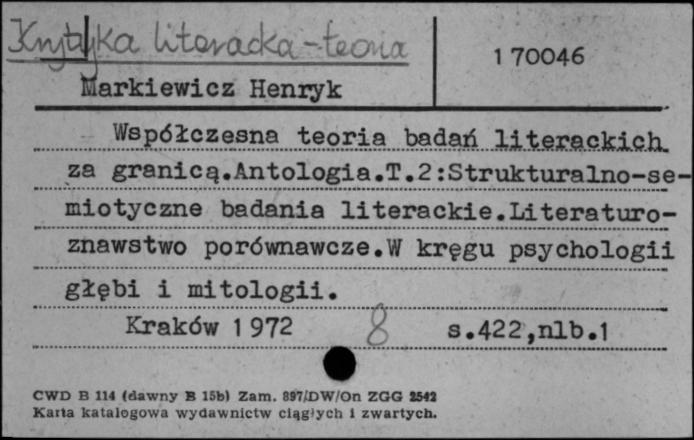 Krytyka literacka – teoria
170046
Markiewicz Henryk
Współczesna teoria badań literackich
za granicą.Antologia.T.2:Strukturalno-se-
miotyczne badania literackie.Literaturo-
znawstwo porównawcze.W kręgu psychologii
głębi i mitologii.
Kraków 1972 8 s.422,nlb.1
CWD B 114 (dawny B 15b) Zam. 897/DW/On ZGG 2542
Karta katalogowa wydawnictw ciągłych i zwartych.